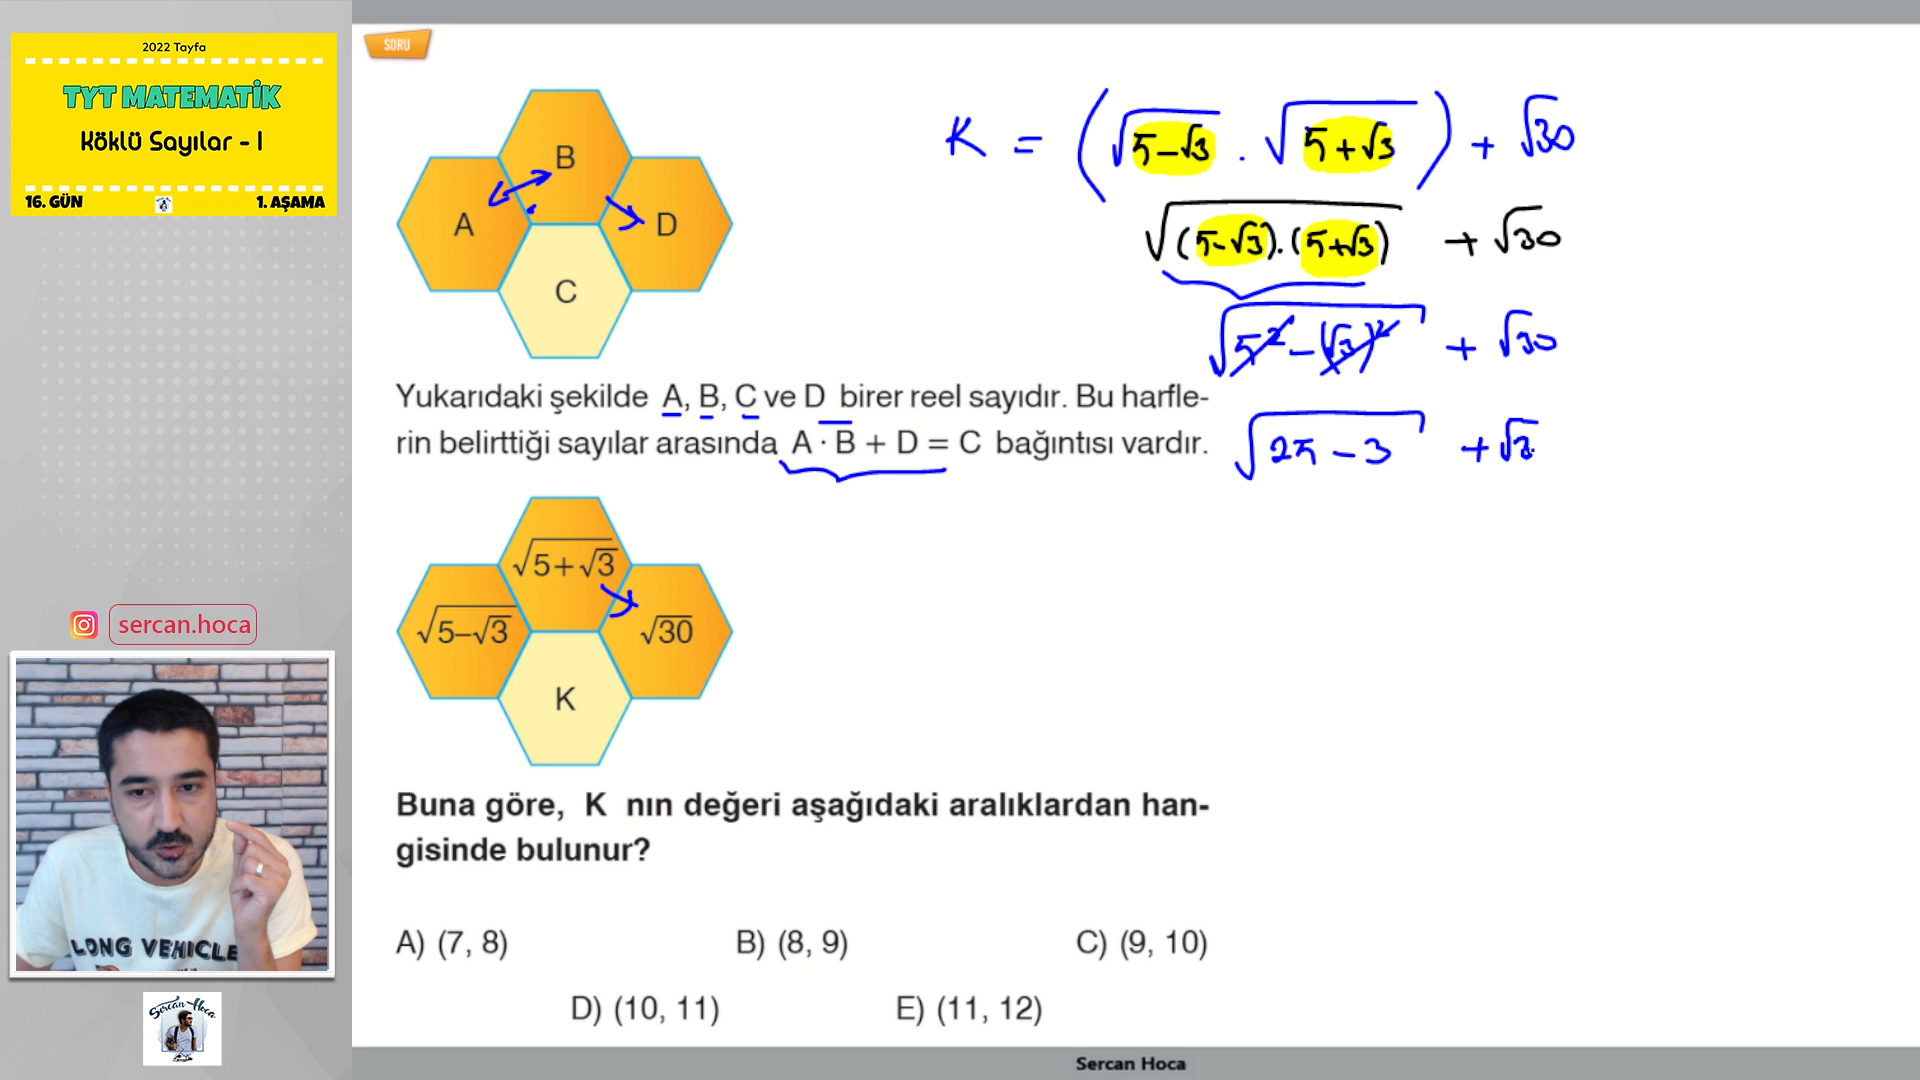 2022 Tayfa
TYT MATEMATİK
Köklü Sayılar - I
16. GÜN
1. AŞAMA
SORU
B
A
D
C
K = (√5-√3 . √5+√3) + √30
√(5-√3).(5+√3) + √30
√5² - (√3)² + √30
√25 - 3 + √3
Yukarıdaki şekilde A, B, C ve D birer reel sayıdır. Bu harfle-
rin belirttiği sayılar arasında A · B + D = C bağıntısı vardır.
√5+√3
√5–√3
√30
K
Buna göre, K nın değeri aşağıdaki aralıklardan han-
gisinde bulunur?
A) (7, 8)
B) (8, 9)
C) (9, 10)
D) (10, 11)
E) (11, 12)
sercan.hoca
LONG VEHICLE
Sercan Hoca
Sercan Hoca